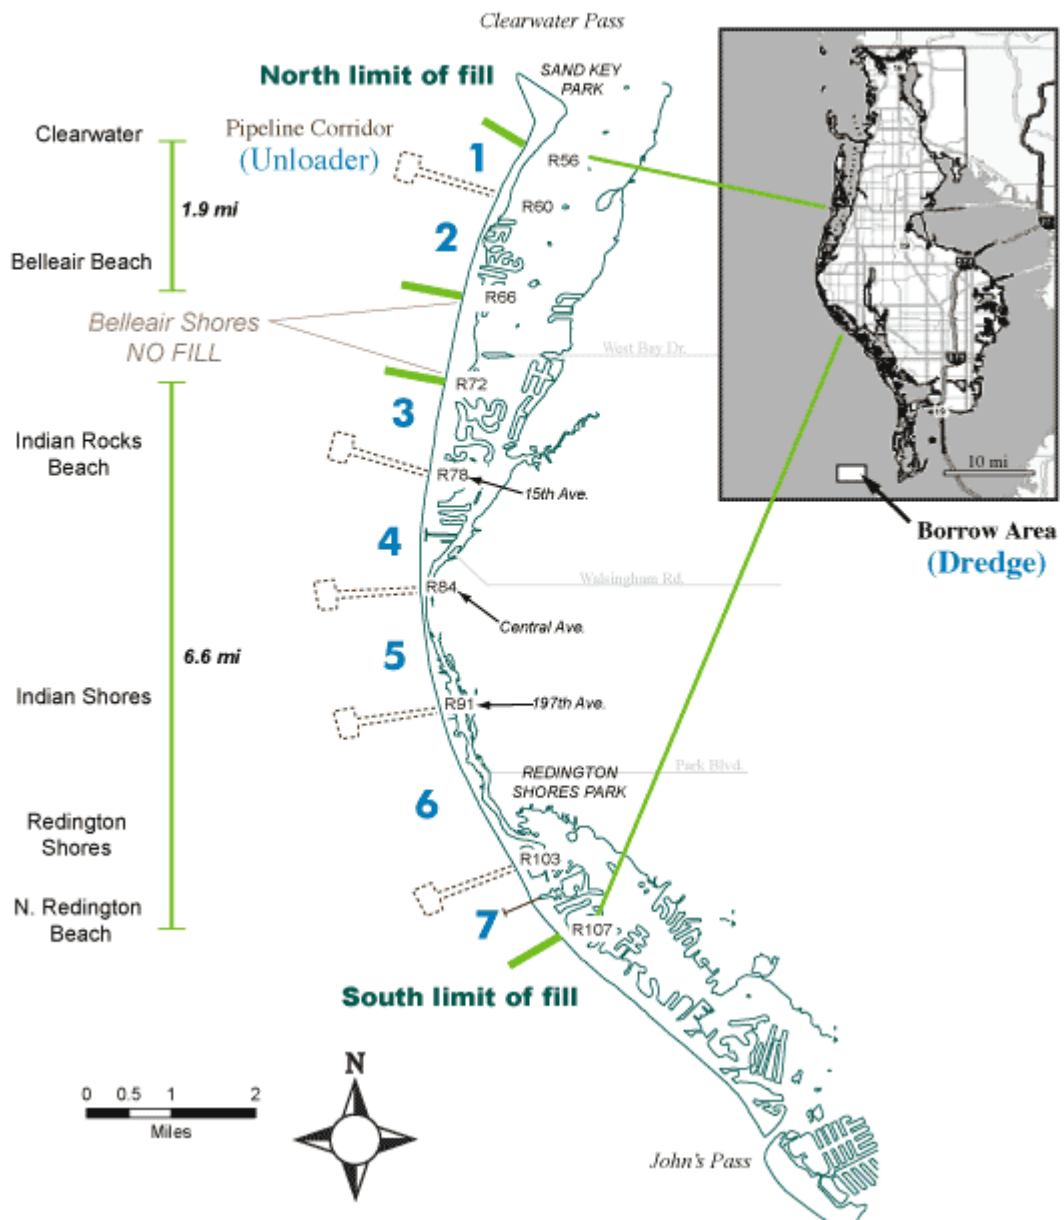 Clearwater Pass
North limit of fill
SAND KEY
PARK
Clearwater
Pipeline Corridor
(Unloader)
1
R56
1.9 mi
R60
2
Belleair Beach
R66
Belleair Shores
NO FILL
West Bay Dr.
R72
3
Indian Rocks
Beach
R78
15th Ave.
10 mi
Borrow Area
(Dredge)
4
Walsingham Rd.
R84
Central Ave.
5
6.6 mi
Indian Shores
R91
197th Ave.
Park Blvd.
REDINGTON
SHORES PARK
6
Redington
Shores
R103
N. Redington
Beach
7
R107
South limit of fill
N
0 0.5 1 2
Miles
John's Pass